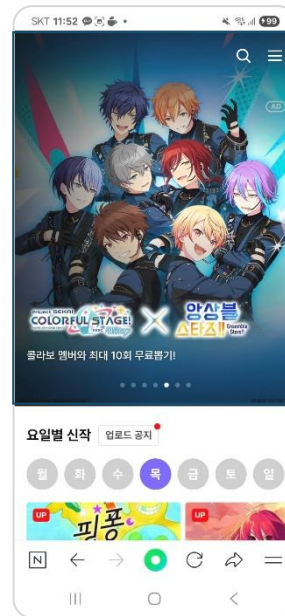 SKT 11:52
99
AD
PROJECT SEKAI
COLORFUL STAGE!
앙상블
스타즈!!
Ensemble
Stars!!
콜라보 멤버와 최대 10회 무료뽑기!
요일별 신작
업로드 공지
월 화 수 목 금 토 일
UP
핑퐁
UP
N